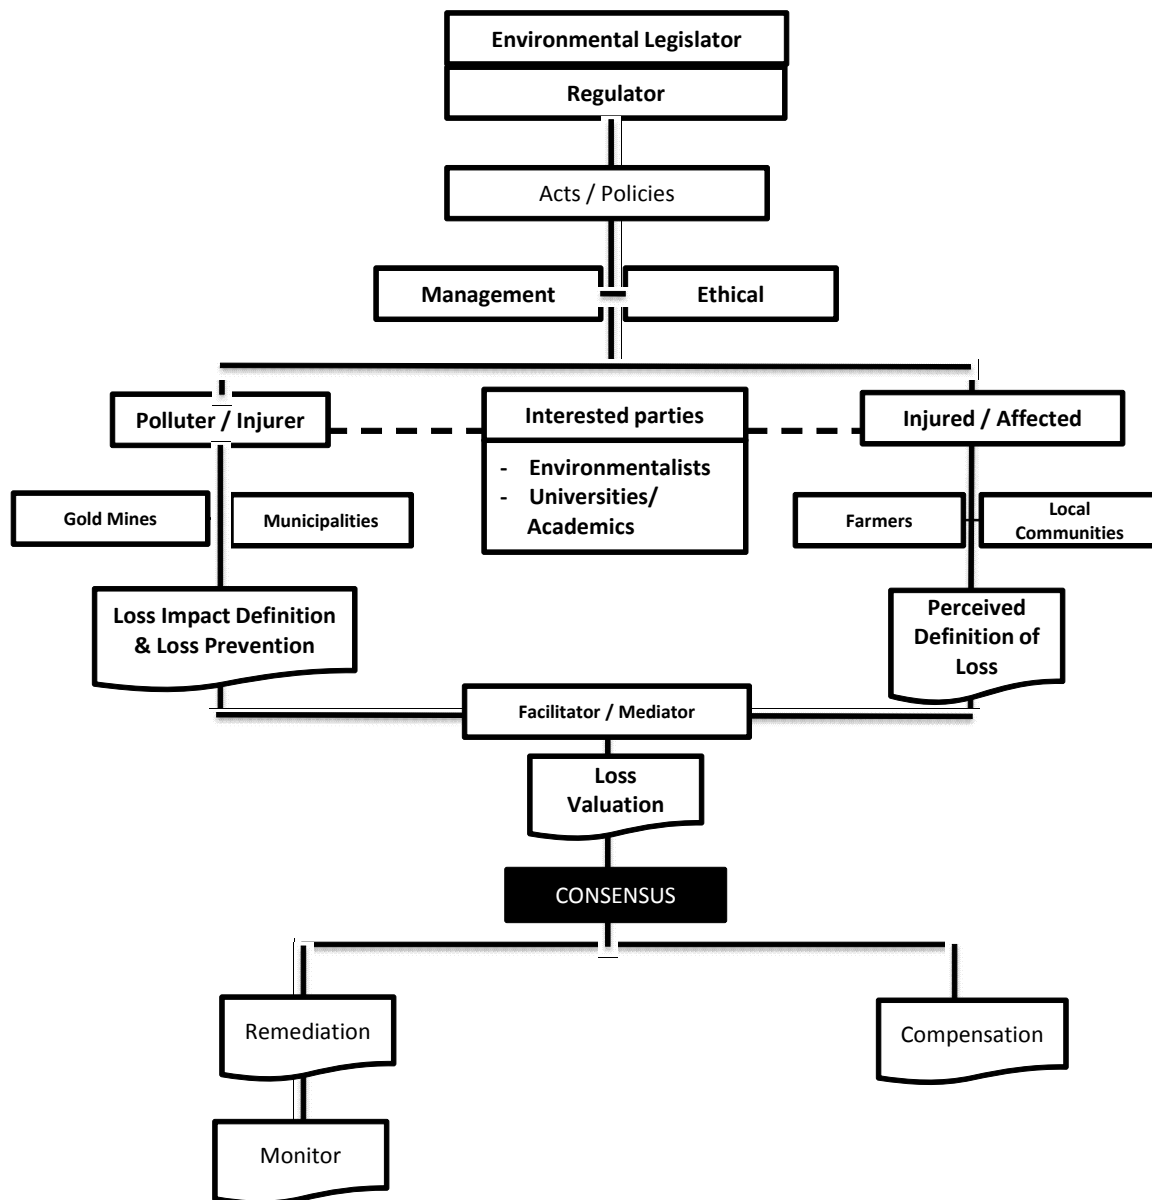 Environmental Legislator
Regulator
Acts / Policies
Management
Ethical
Polluter / Injurer
Interested parties
Injured / Affected
- Environmentalists
- Universities/
Academics
Gold Mines
Municipalities
Farmers
Local
Communities
Loss Impact Definition
& Loss Prevention
Perceived
Definition of
Loss
Facilitator / Mediator
Loss
Valuation
CONSENSUS
Remediation
Compensation
Monitor